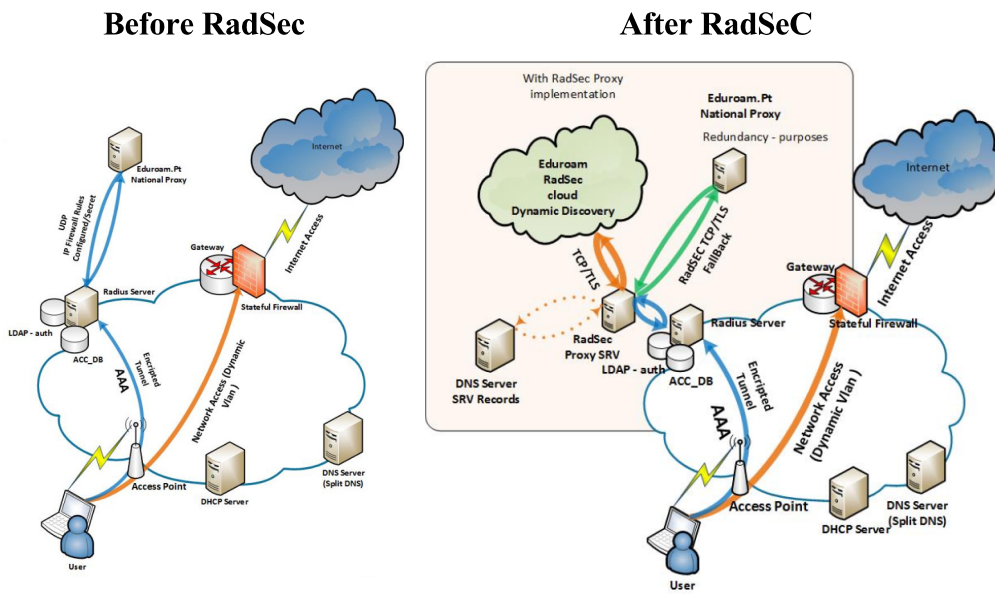 Before RadSec
Internet
Eduroam.Pt
National Proxy
UDP
IP Firewall Rules
Configured/Secret
Gateway
Internet Access
Radius Server
Stateful Firewall
LDAP - auth
ACC_DB
Encripted
Tunnel
AAA
Network Access (Dynamic
Vlan )
DNS Server
(Split DNS)
Access Point
DHCP Server
User
After RadSeC
With RadSec Proxy
implementation
Eduroam.Pt
National Proxy
Redundancy - purposes
Eduroam
RadSec
cloud
Dynamic Discovery
Internet
TCP/TLS
RadSEC TCP/TLS
FallBack
Internet Access
Gateway
Radius Server
Stateful Firewall
RadSec
Proxy SRV
LDAP - auth
ACC_DB
DNS Server
SRV Records
Encripted
Tunnel
AAA
Network Access
(Dynamic Vlan )
Access Point
DNS Server
(Split DNS)
DHCP Server
User